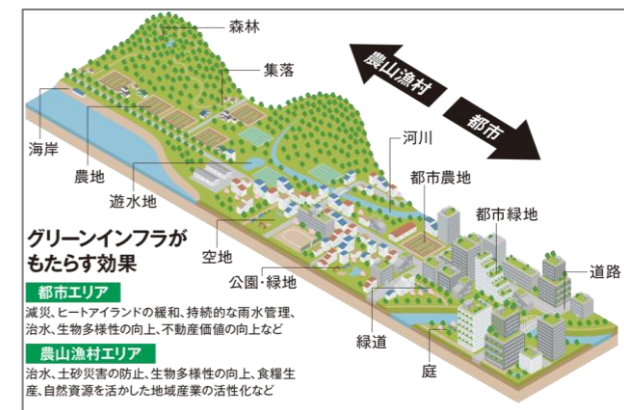 森林
集落
農山漁村
都市
海岸
農地
遊水地
河川
都市農地
都市緑地
空地
道路
公園・緑地
緑道
庭
グリーンインフラが
もたらす効果
都市エリア
減災、ヒートアイランドの緩和、持続的な雨水管理、
治水、生物多様性の向上、不動産価値の向上など
農山漁村エリア
治水、土砂災害の防止、生物多様性の向上、食糧生
産、自然資源を活かした地域産業の活性化など